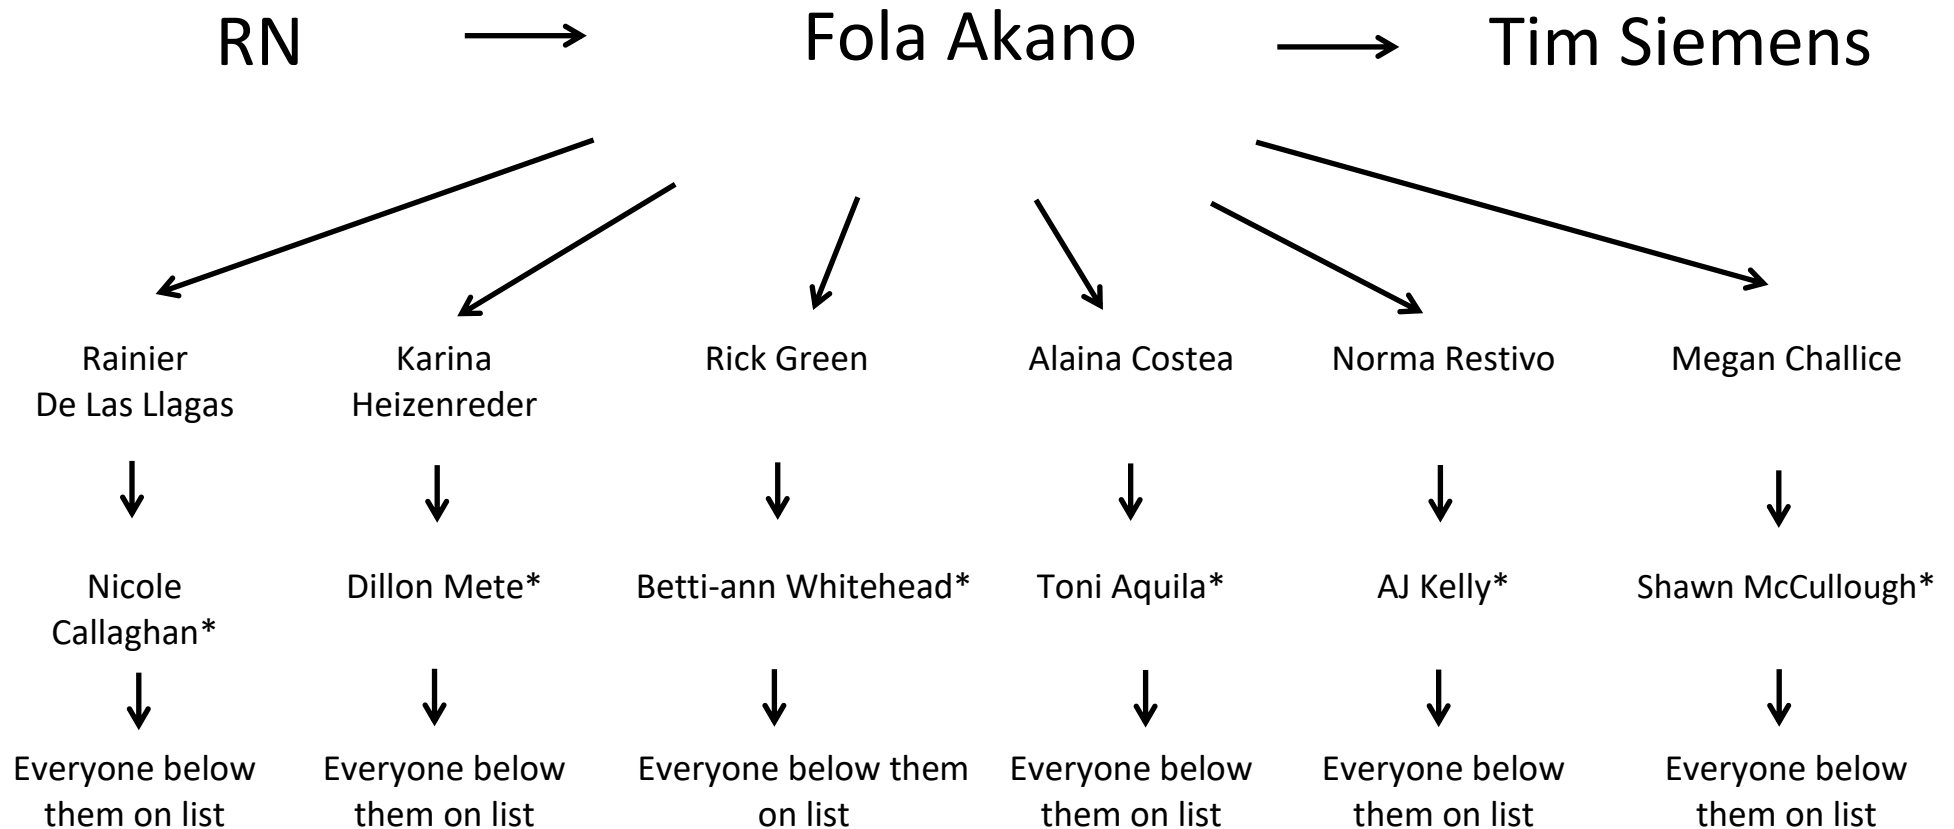 RN
Fola Akano
Tim Siemens
Rainier
De Las Llagas
Karina
Heizenreder
Rick Green
Alaina Costea
Norma Restivo
Megan Challice
Nicole
Callaghan*
Dillon Mete*
Betti-ann Whitehead*
Toni Aquila*
AJ Kelly*
Shawn McCullough*
Everyone below
them on list
Everyone below
them on list
Everyone below them
on list
Everyone below
them on list
Everyone below
them on list
Everyone below
them on list